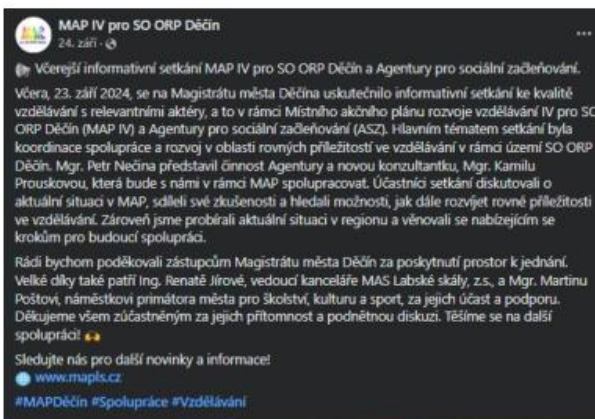 MAP IV pro SO ORP Děčín
24. září ·
Včerejší informativní setkání MAP IV pro SO ORP Děčín a Agentury pro sociální začleňování.
Včera, 23. září 2024, se na Magistrátu města Děčína uskutečnilo informativní setkání ke kvalitě
vzdělávání s relevantními aktéry, a to v rámci Místního akčního plánu rozvoje vzdělávání IV pro SO
ORP Děčín (MAP IV) a Agentury pro sociální začleňování (ASZ). Hlavním tématem setkání byla
koordinace spolupráce a rozvoj v oblasti rovných příležitostí ve vzdělávání v rámci území SO ORP
Děčín. Mgr. Petr Nečina představil činnost Agentury a novou konzultantku, Mgr. Kamilu
Prouskovou, která bude s námi v rámci MAP spolupracovat. Účastníci setkání diskutovali o
aktuální situaci v MAP, sdíleli své zkušenosti a hledali možnosti, jak dále rozvíjet rovné příležitosti
ve vzdělávání. Zároveň jsme probírali aktuální situaci v regionu a věnovali se nabízejícím se
krokům pro budoucí spolupráci.
Rádi bychom poděkovali zástupcům Magistrátu města Děčín za poskytnutí prostor k jednání.
Velké díky také patří Ing. Renatě Jírové, vedoucí kanceláře MAS Labské skály, z.s., a Mgr. Martinu
Poštovi, náměstkovi primátora města pro školství, kulturu a sport, za jejich účast a podporu.
Děkujeme všem zúčastněným za jejich přítomnost a podnětnou diskuzi. Těšíme se na další
spolupráci!
Sledujte nás pro další novinky a informace!
www.mapls.cz
#MAPDěčín #Spolupráce #Vzdělávání